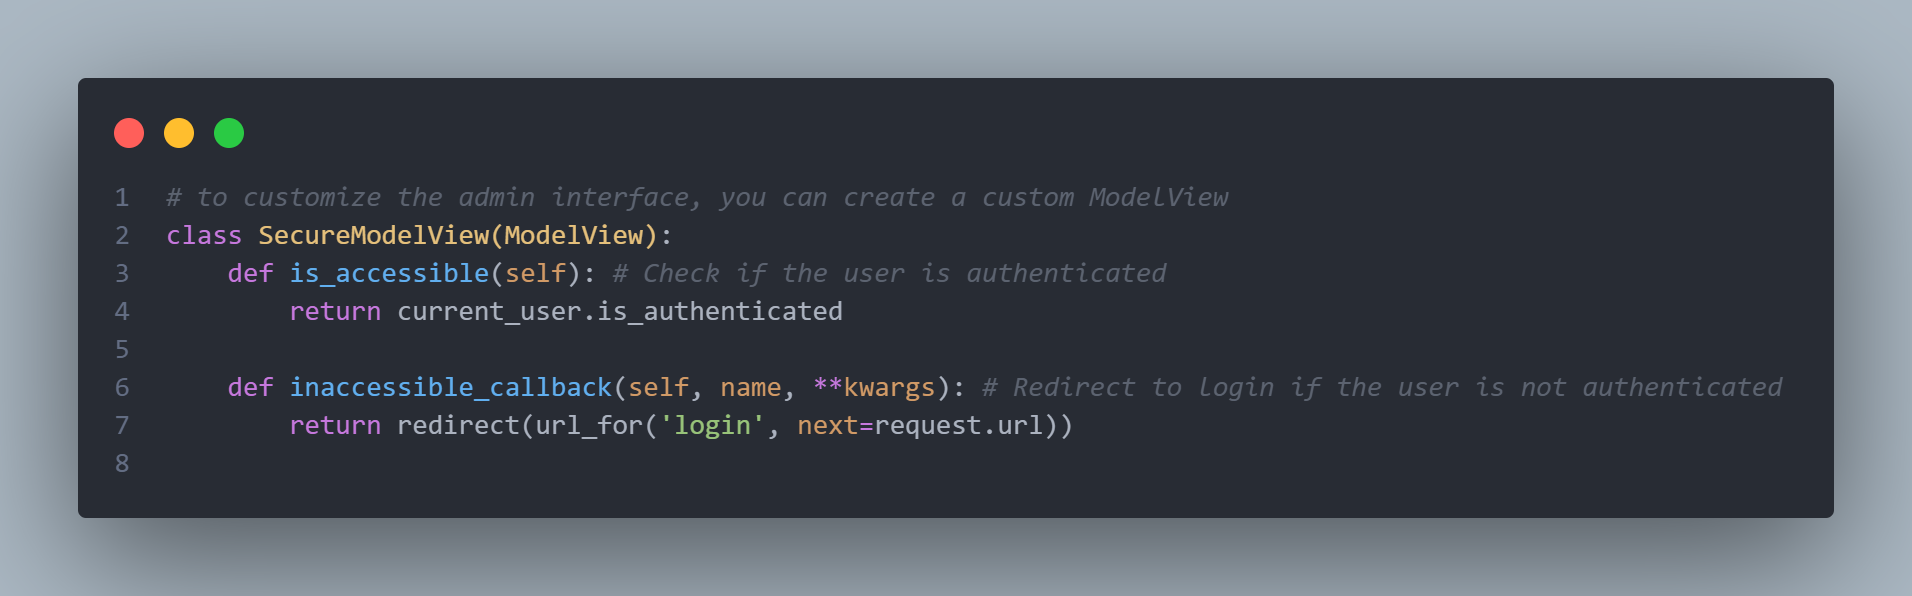 1 # to customize the admin interface, you can create a custom ModelView
2 class SecureModelView(ModelView):
3     def is_accessible(self): # Check if the user is authenticated
4         return current_user.is_authenticated
5
6     def inaccessible_callback(self, name, **kwargs): # Redirect to login if the user is not authenticated
7         return redirect(url_for('login', next=request.url))
8